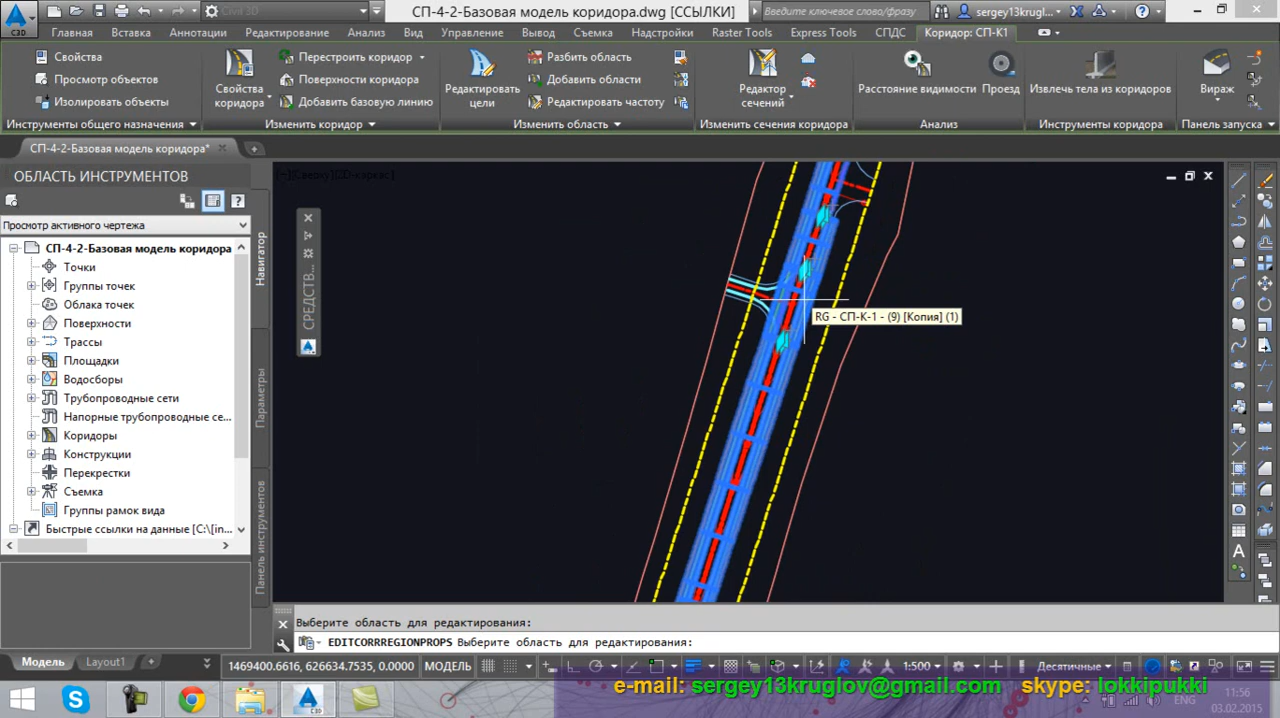 Civil 3D
СП-4-2-Базовая модель коридора.dwg [ССЫЛКИ]
Введите ключевое слово/фразу
sergey13krugl...
C3D
Главная
Вставка
Аннотации
Редактирование
Анализ
Вид
Управление
Вывод
Съемка
Надстройки
Raster Tools
Express Tools
СПДС
Коридор: СП-К1
Свойства
Просмотр объектов
Изолировать объекты
Инструменты общего назначения
Свойства
коридора
Перестроить коридор
Поверхности коридора
Добавить базовую линию
Изменить коридор
Редактировать
цели
Разбить область
Добавить области
Редактировать частоту
Изменить область
Редактор
сечений
Изменить сечения коридора
Расстояние видимости
Проезд
Анализ
Извлечь тела из коридоров
Инструменты коридора
Вираж
Панель запуска
СП-4-2-Базовая модель коридора*
ОБЛАСТЬ ИНСТРУМЕНТОВ
Просмотр активного чертежа
СП-4-2-Базовая модель коридора
Точки
Группы точек
Облака точек
Поверхности
Трассы
Площадки
Водосборы
Трубопроводные сети
Напорные трубопроводные се...
Коридоры
Конструкции
Перекрестки
Съемка
Группы рамок вида
Быстрые ссылки на данные [C:\[in...
Навигатор
Параметры
Панель инструментов
СРЕДСТВ...
RG - СП-К-1 - (9) [Копия] (1)
Выберите область для редактирования:
EDITCORRREGIONPROPS Выберите область для редактирования:
Модель
Layout1
1469400.6616, 626634.7535, 0.0000
МОДЕЛЬ
1:500
Десятичные
e-mail: sergey13kruglov@gmail.com skype: lokkipukki
ENG
11:56
03.02.2015